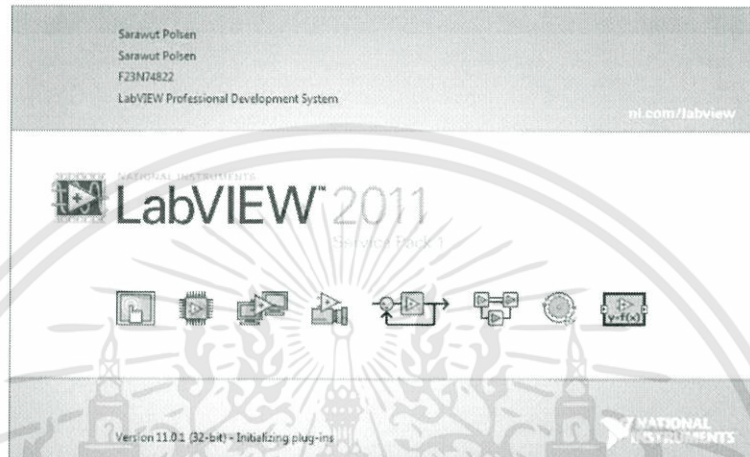 Sarawut Polsen
Sarawut Polsen
F23N74822
LabVIEW Professional Development System
ni.com/labview
NATIONAL INSTRUMENTS
LabVIEW™ 2011
Service Pack 1
y=f(x)
Version 11.0.1 (32-bit) - Initializing plug-ins
NATIONAL
INSTRUMENTS